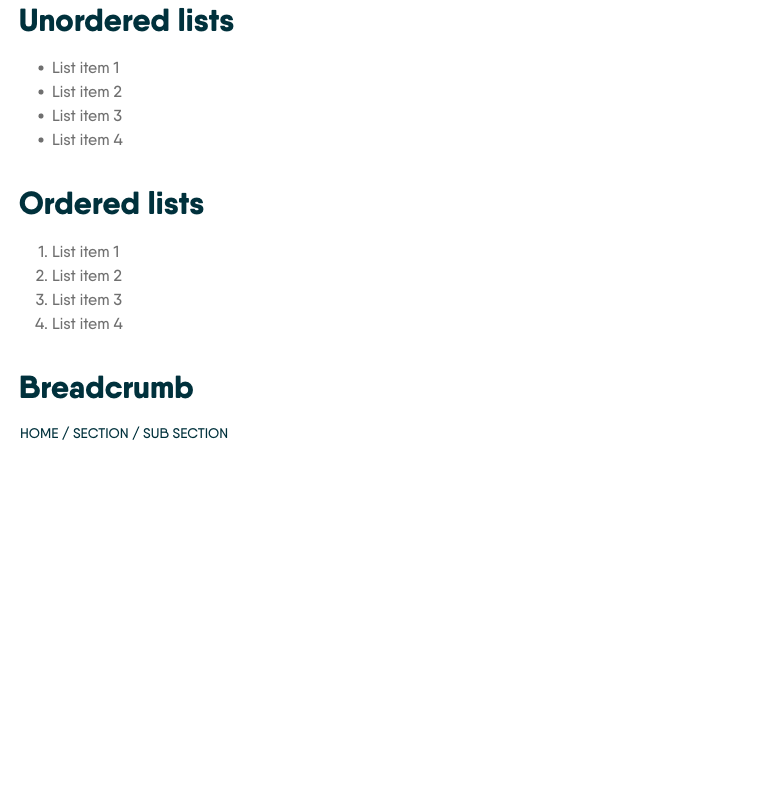 Unordered lists
• List item 1
• List item 2
• List item 3
• List item 4
Ordered lists
1. List item 1
2. List item 2
3. List item 3
4. List item 4
Breadcrumb
HOME / SECTION / SUB SECTION